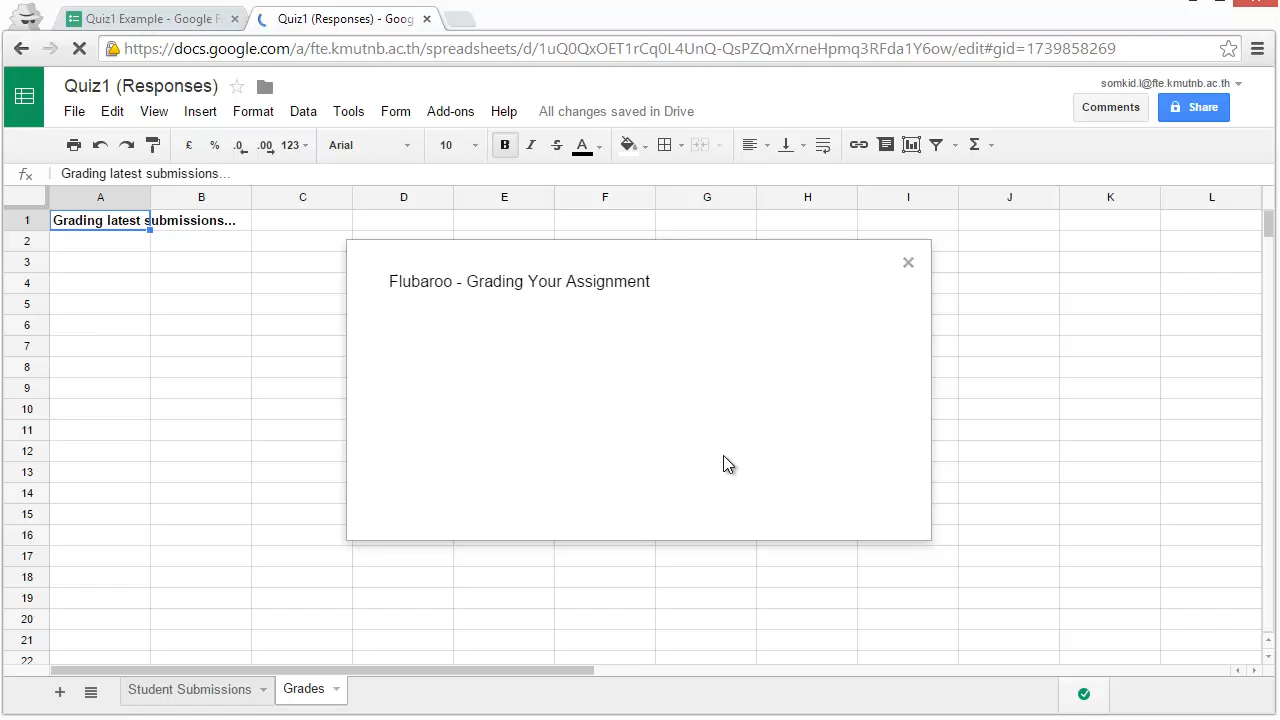 Quiz1 Example - Google F
Quiz1 (Responses) - Goog
https://docs.google.com/a/fte.kmutnb.ac.th/spreadsheets/d/1uQ0QxOET1rCq0L4UnQ-QsPZQmXrneHpmq3RFda1Y6ow/edit#gid=1739858269
Quiz1 (Responses)
somkid.l@fte.kmutnb.ac.th
File Edit View Insert Format Data Tools Form Add-ons Help All changes saved in Drive
Comments
Share
£ % .0 .00 123 Arial 10 B I S A Σ
fx Grading latest submissions...
A B C D E F G H I J K L
1 Grading latest submissions...
2
3
Flubaroo - Grading Your Assignment
4
5
6
7
8
9
10
11
12
13
14
15
16
17
18
19
20
21
22
Student Submissions
Grades